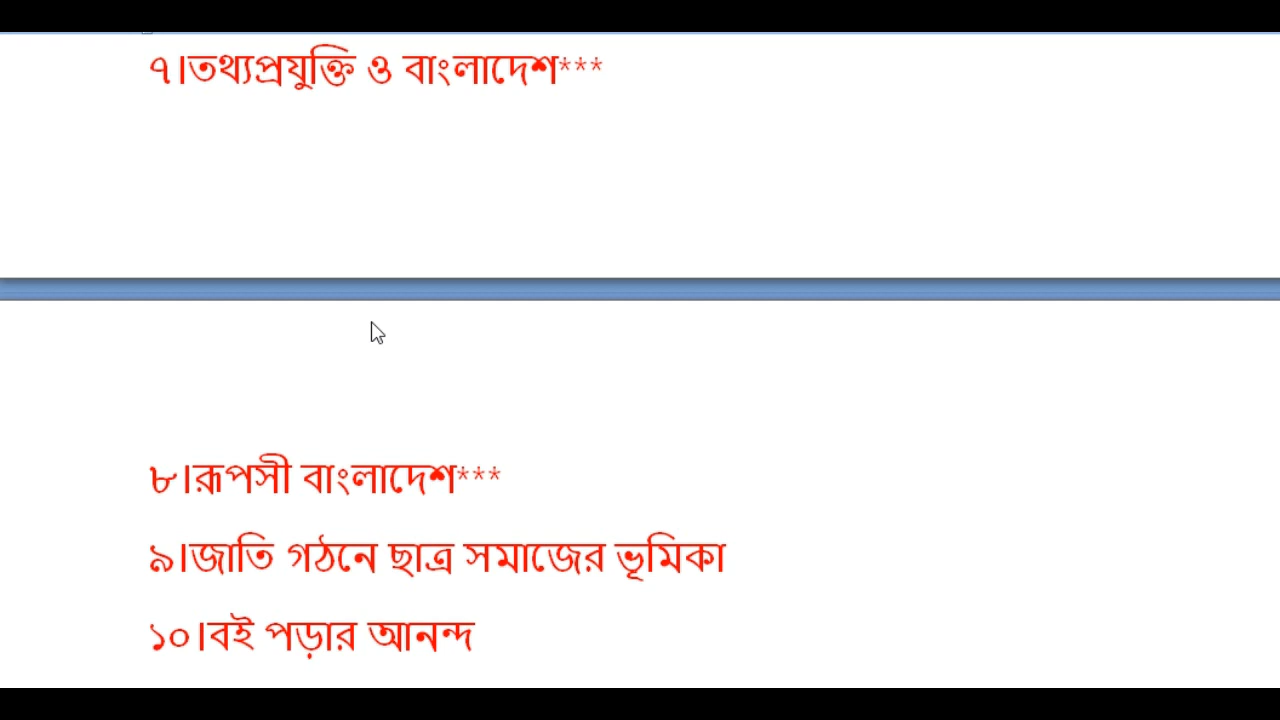 ৭।তথ্যপ্রযুক্তি ও বাংলাদেশ***
৮।রূপসী বাংলাদেশ***
৯।জাতি গঠনে ছাত্র সমাজের ভূমিকা
১০।বই পড়ার আনন্দ